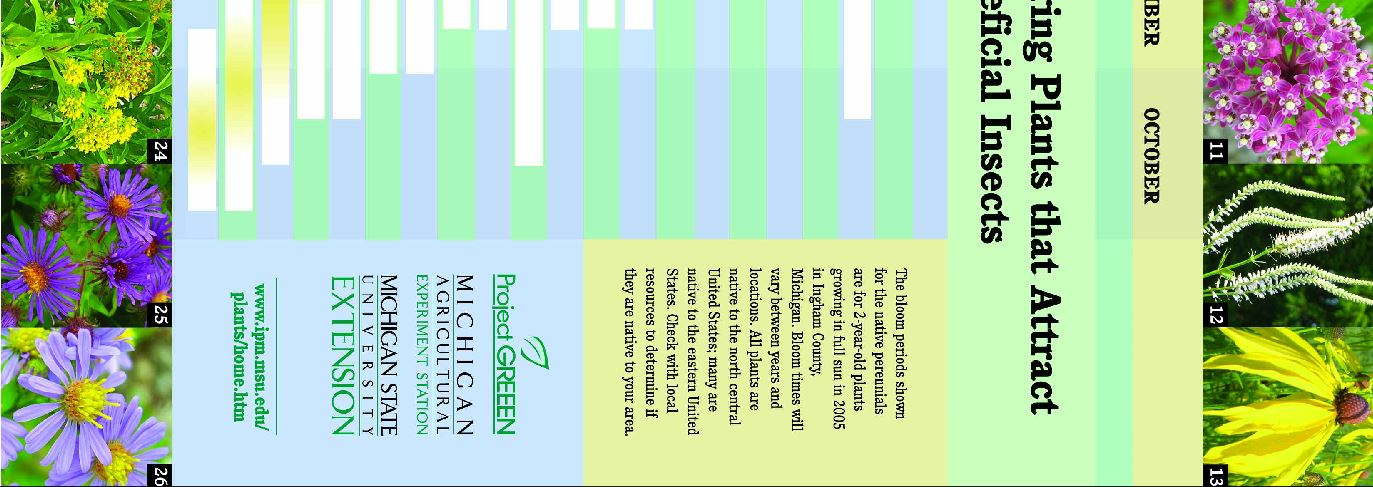 BER
OCTOBER
ring Plants that Attract
eficial Insects
The bloom periods shown
for the native perennials
are for 2-year-old plants
growing in full sun in 2005
in Ingham County,
Michigan. Bloom times will
vary between years and
locations. All plants are
native to the north central
United States; many are
native to the eastern United
States. Check with local
resources to determine if
they are native to your area.
Project GREEEN
MICHIGAN
AGRICULTURAL
EXPERIMENT STATION
MICHIGAN STATE
UNIVERSITY
EXTENSION
www.ipm.msu.edu/
plants/home.htm
11
12
13
24
25
26